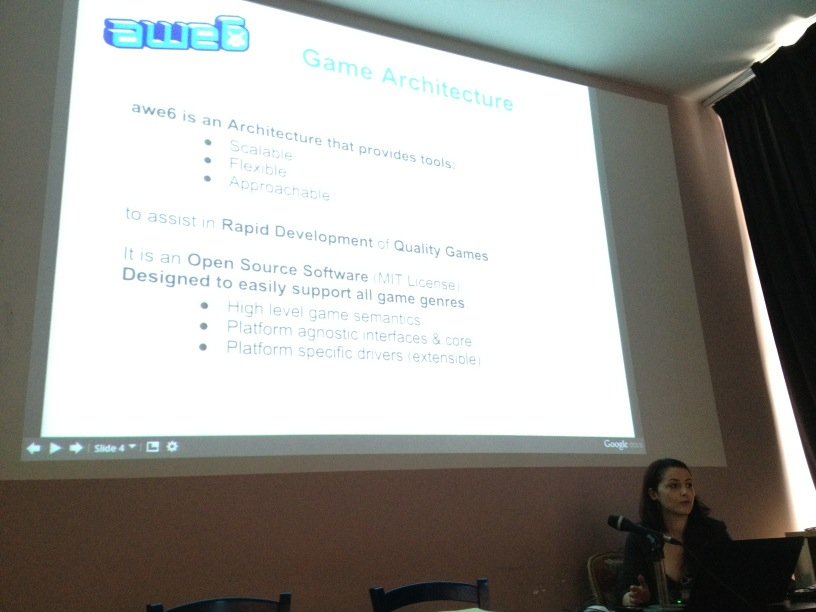 awe6
Game Architecture
awe6 is an Architecture that provides tools:
• Scalable
• Flexible
• Approachable
to assist in Rapid Development of Quality Games
It is an Open Source Software (MIT License)
Designed to easily support all game genres
• High level game semantics
• Platform agnostic interfaces & core
• Platform specific drivers (extensible)
Slide 4
Google docs